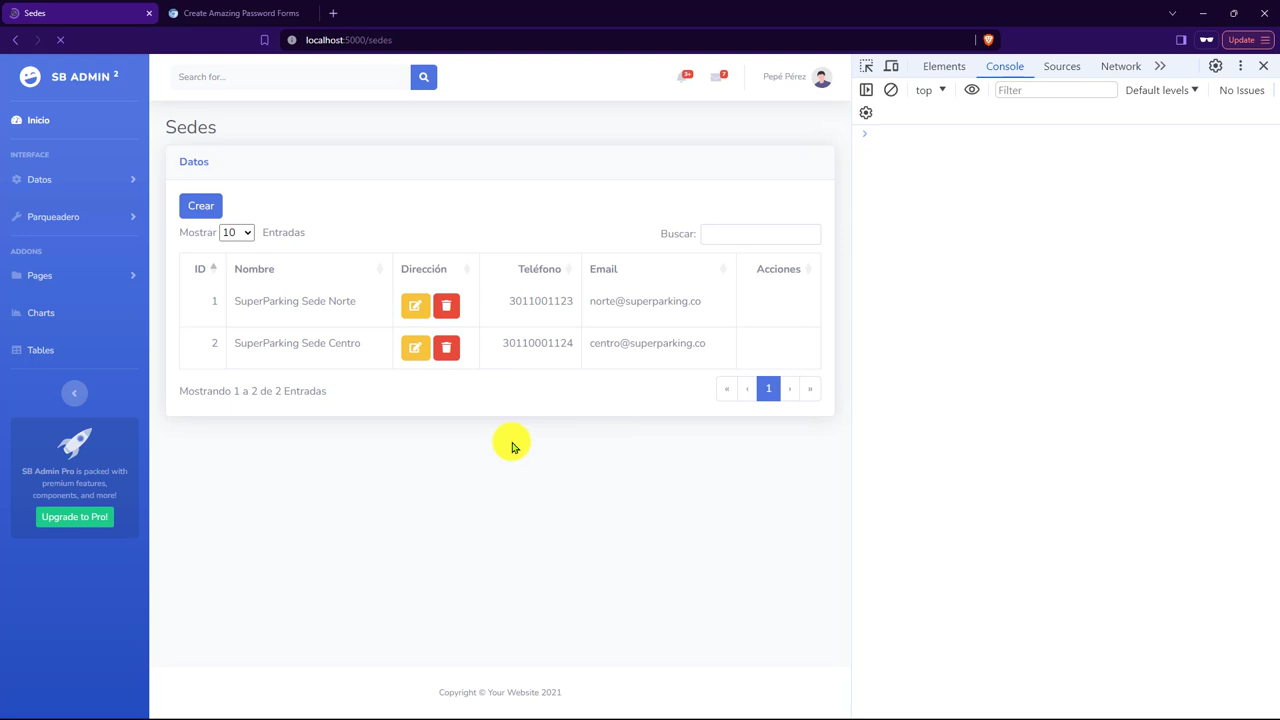 Sedes
Create Amazing Password Forms
localhost:5000/sedes
Update
SB ADMIN 2
Inicio
INTERFACE
Datos
Parqueadero
ADDONS
Pages
Charts
Tables
SB Admin Pro is packed with
premium features,
components, and more!
Upgrade to Pro!
Search for...
3+
7
Pepé Pérez
Sedes
Datos
Crear
Mostrar 10 Entradas
Buscar:
ID Nombre Dirección Teléfono Email Acciones
1 SuperParking Sede Norte 3011001123 norte@superparking.co
2 SuperParking Sede Centro 30110001124 centro@superparking.co
Mostrando 1 a 2 de 2 Entradas
« ‹ 1 › »
Copyright © Your Website 2021
Elements Console Sources Network
top Filter Default levels No Issues